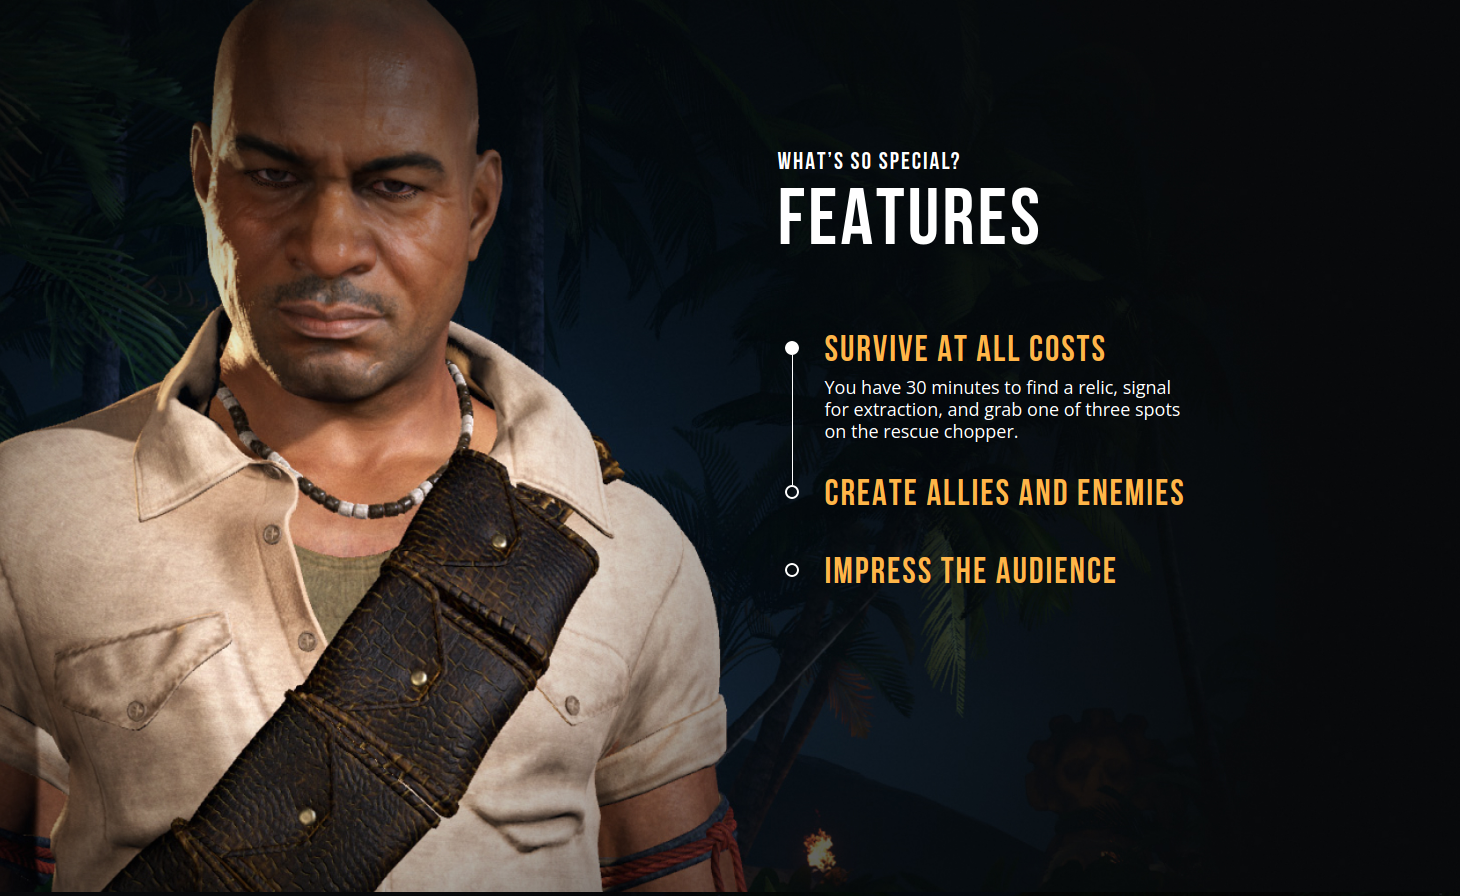 WHAT'S SO SPECIAL?
FEATURES
SURVIVE AT ALL COSTS
You have 30 minutes to find a relic, signal
for extraction, and grab one of three spots
on the rescue chopper.
CREATE ALLIES AND ENEMIES
IMPRESS THE AUDIENCE